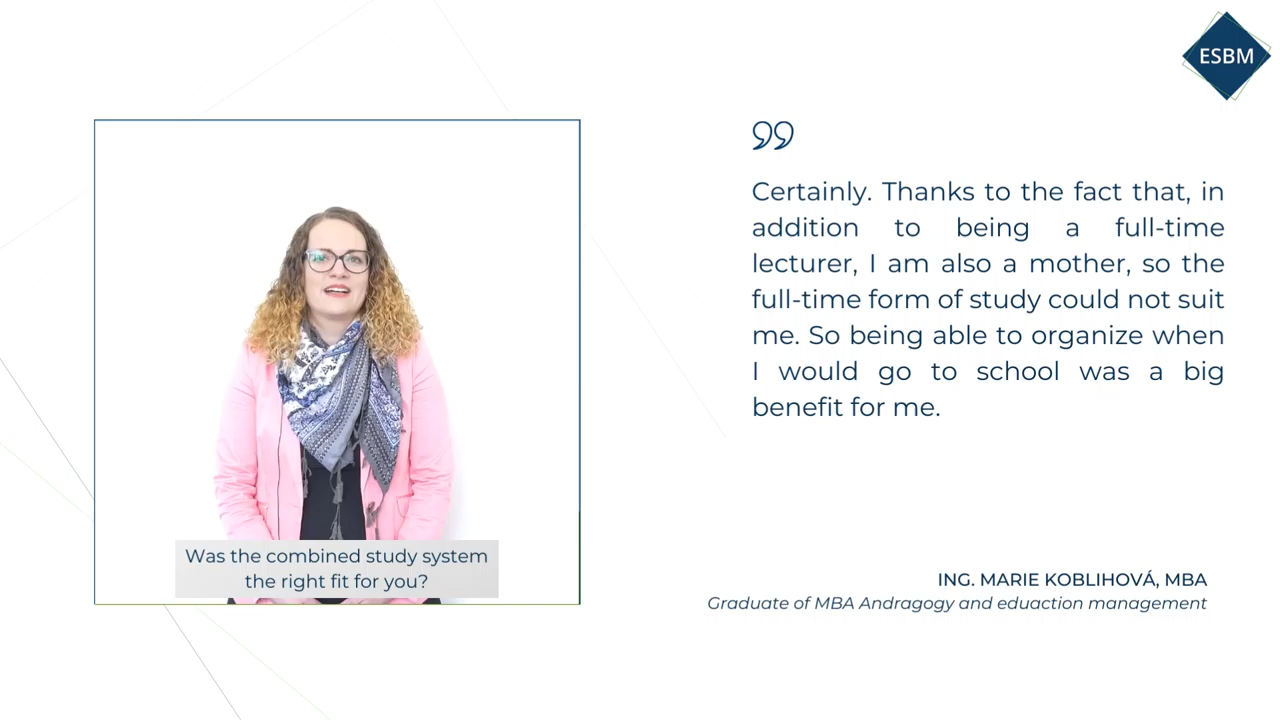 ESBM
Certainly. Thanks to the fact that, in
addition to being a full-time
lecturer, I am also a mother, so the
full-time form of study could not suit
me. So being able to organize when
I would go to school was a big
benefit for me.
Was the combined study system
the right fit for you?
ING. MARIE KOBLIHOVÁ, MBA
Graduate of MBA Andragogy and eduaction management